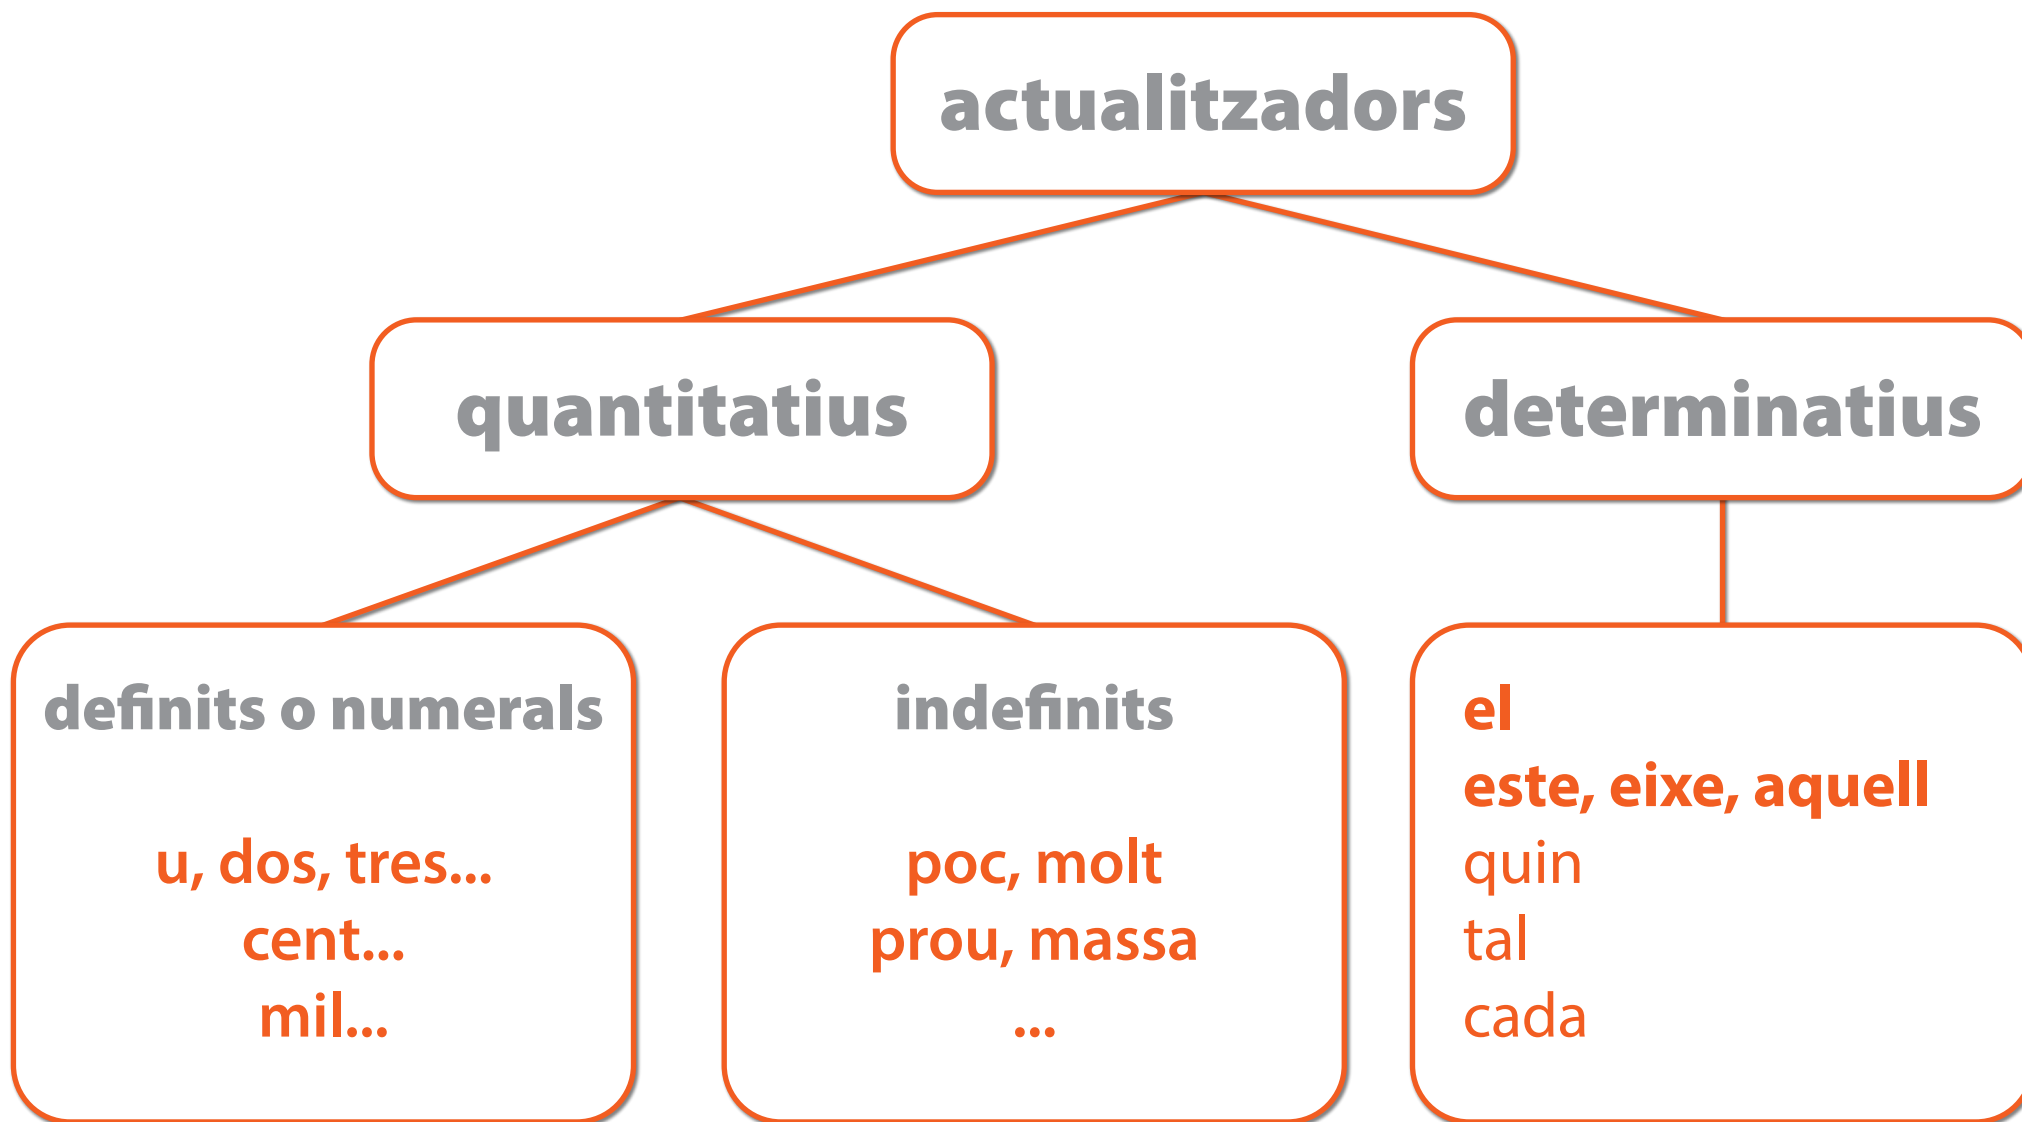 actualitzadors
quantitatius
determinatius
definits o numerals
u, dos, tres...
cent...
mil...
indefinits
poc, molt
prou, massa
...
el
este, eixe, aquell
quin
tal
cada